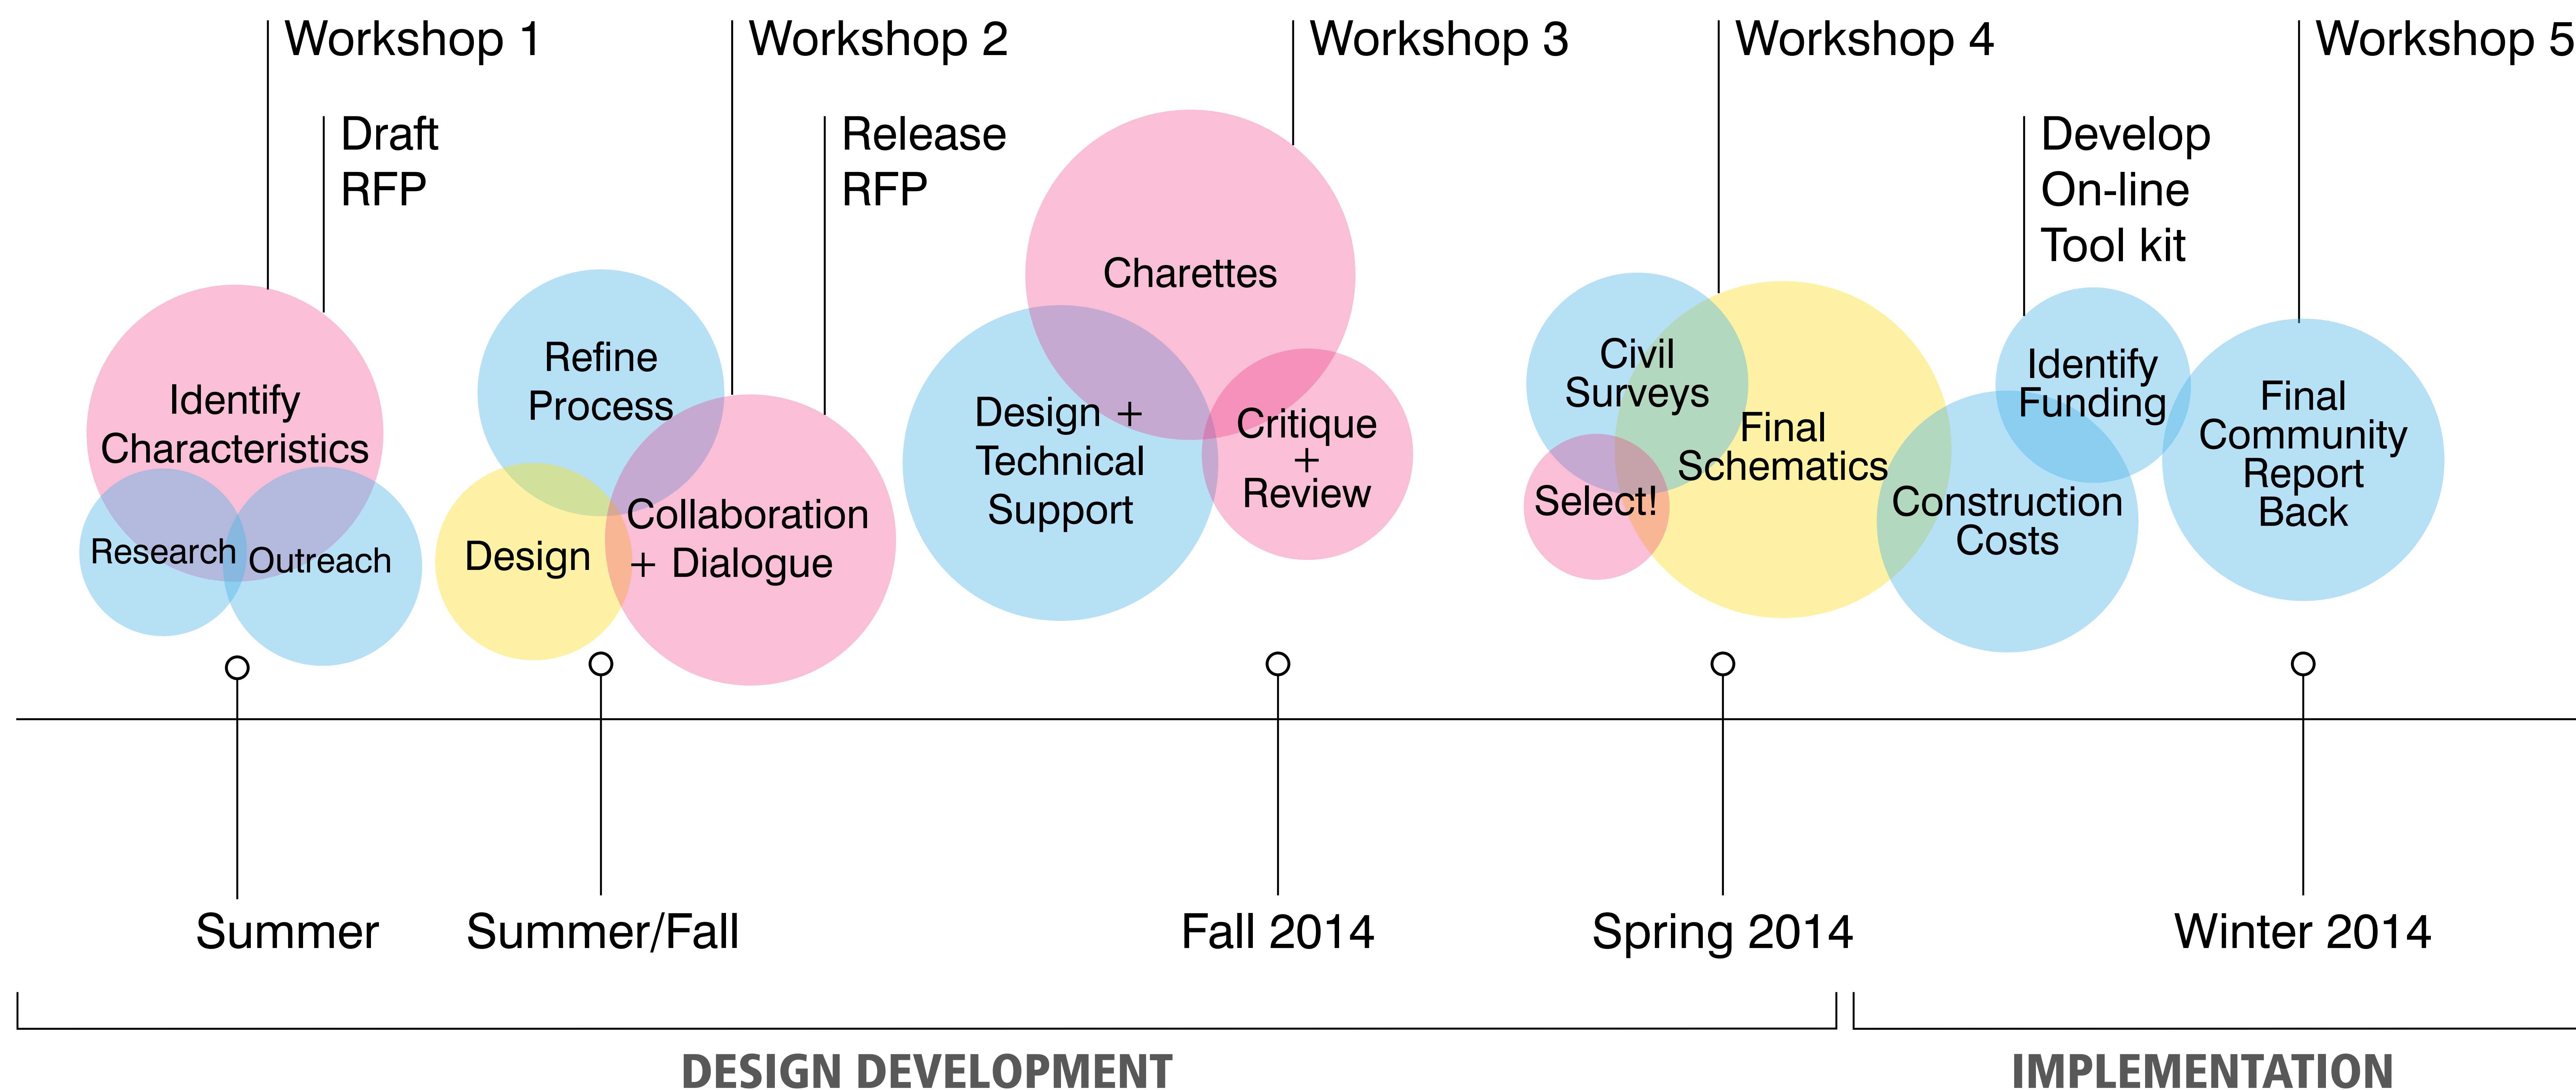 Workshop 1
Workshop 2
Workshop 3
Workshop 4
Workshop 5
Draft
RFP
Release
RFP
Develop
On-line
Tool kit
Identify
Characteristics
Research
Outreach
Refine
Process
Design
Collaboration
+ Dialogue
Charettes
Design +
Technical
Support
Critique
+
Review
Civil
Surveys
Select!
Final
Schematics
Construction
Costs
Identify
Funding
Final
Community
Report
Back
Summer
Summer/Fall
Fall 2014
Spring 2014
Winter 2014
DESIGN DEVELOPMENT
IMPLEMENTATION